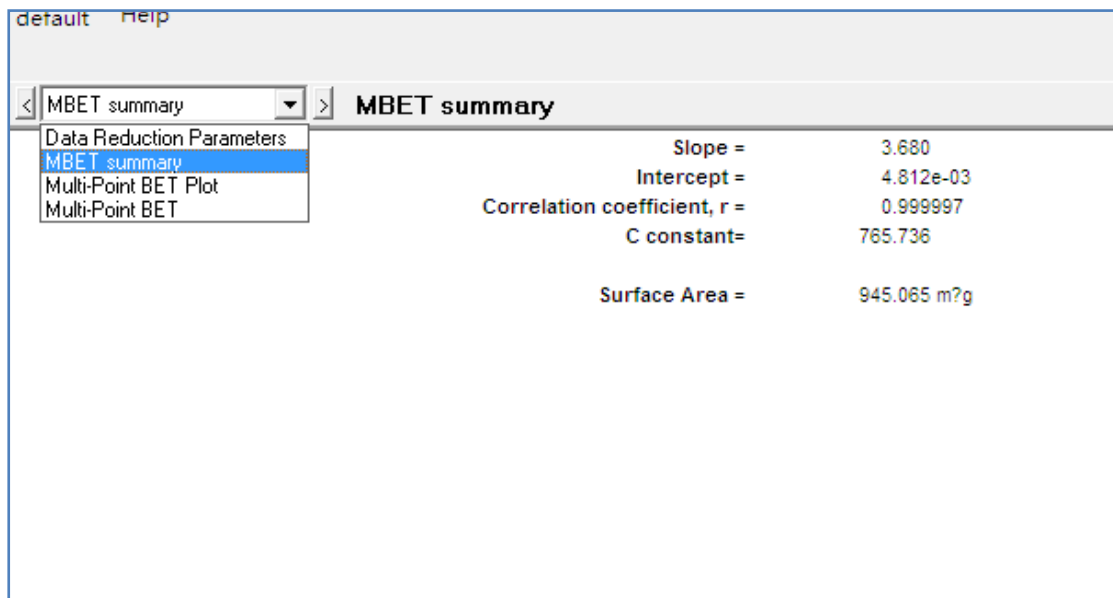 default Help
< MBET summary > MBET summary
Data Reduction Parameters
MBET summary
Multi-Point BET Plot
Multi-Point BET
Slope = 3.680
Intercept = 4.812e-03
Correlation coefficient, r = 0.999997
C constant= 765.736
Surface Area = 945.065 m?g